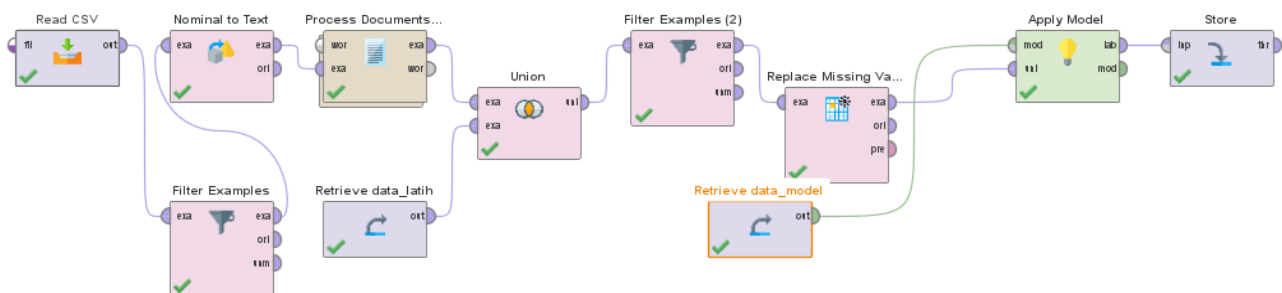 Read CSV
fil
out
Nominal to Text
exa
exa
ori
Process Documents...
wor
exa
exa
wor
Union
exa
exa
uni
Filter Examples (2)
exa
exa
ori
unm
Replace Missing Va...
exa
exa
ori
pre
Apply Model
mod
unl
lab
mod
Store
inp
thr
Filter Examples
exa
exa
ori
unm
Retrieve data_latih
out
Retrieve data_model
out